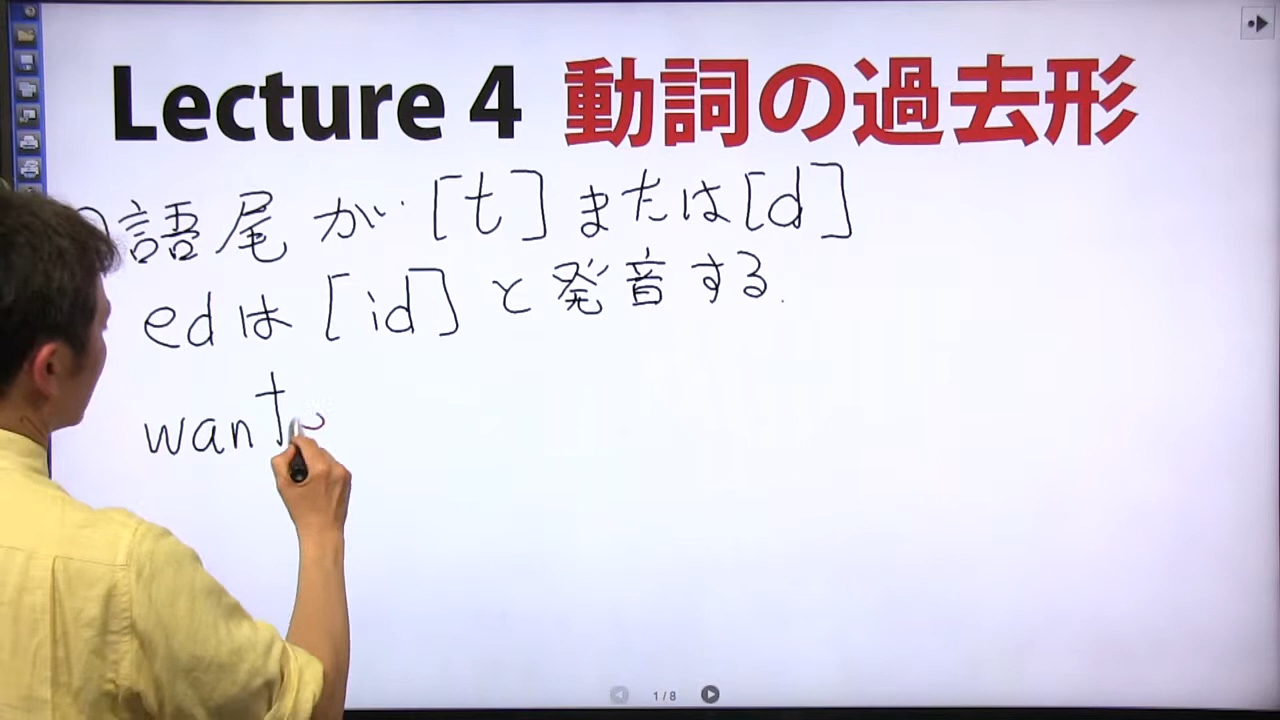 Lecture 4 動詞の過去形
語尾が [t] または [d]
edは [id] と発音する.
want
1/8